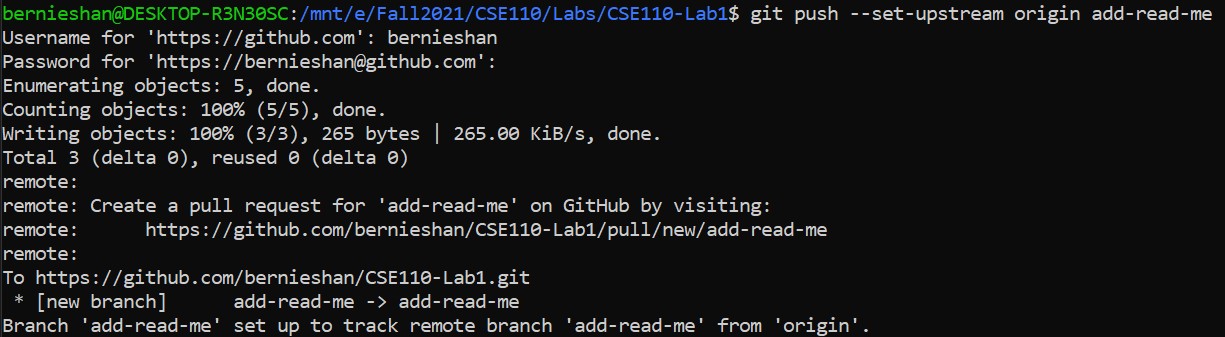 bernieshan@DESKTOP-R3N30SC:/mnt/e/Fall2021/CSE110/Labs/CSE110-Lab1$ git push --set-upstream origin add-read-me
Username for 'https://github.com': bernieshan
Password for 'https://bernieshan@github.com':
Enumerating objects: 5, done.
Counting objects: 100% (5/5), done.
Writing objects: 100% (3/3), 265 bytes | 265.00 KiB/s, done.
Total 3 (delta 0), reused 0 (delta 0)
remote:
remote: Create a pull request for 'add-read-me' on GitHub by visiting:
remote:      https://github.com/bernieshan/CSE110-Lab1/pull/new/add-read-me
remote:
To https://github.com/bernieshan/CSE110-Lab1.git
 * [new branch]      add-read-me -> add-read-me
Branch 'add-read-me' set up to track remote branch 'add-read-me' from 'origin'.